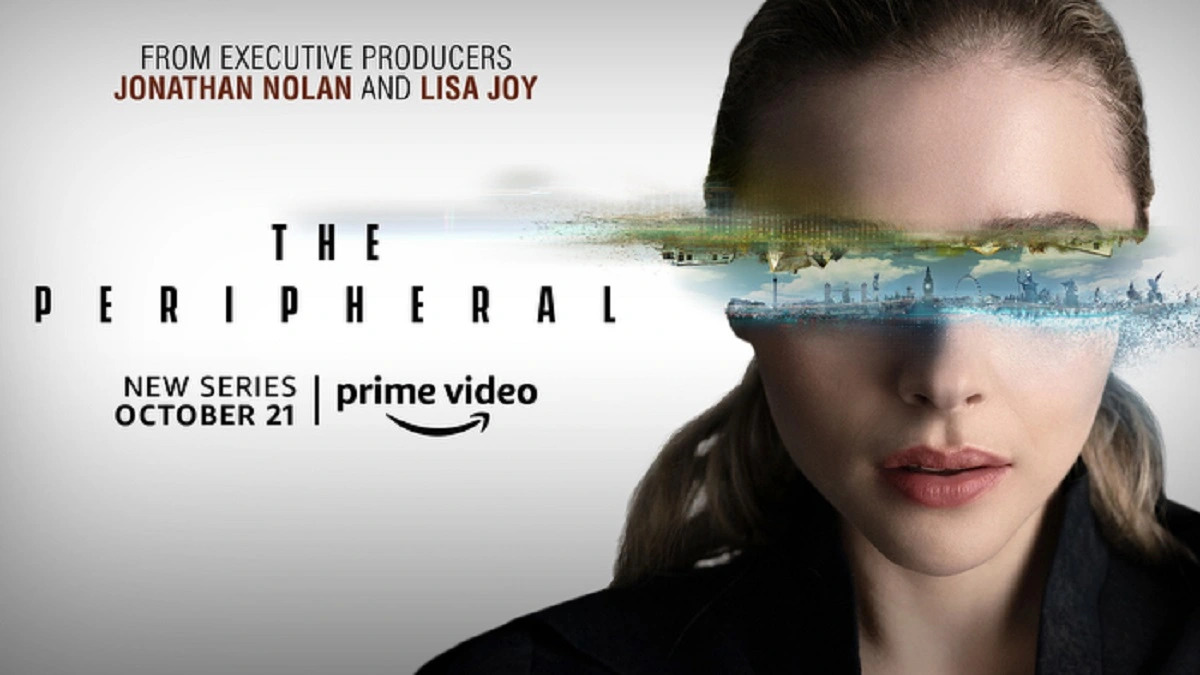 FROM EXECUTIVE PRODUCERS
JONATHAN NOLAN AND LISA JOY
THE
PERIPHERAL
NEW SERIES
OCTOBER 21
prime video